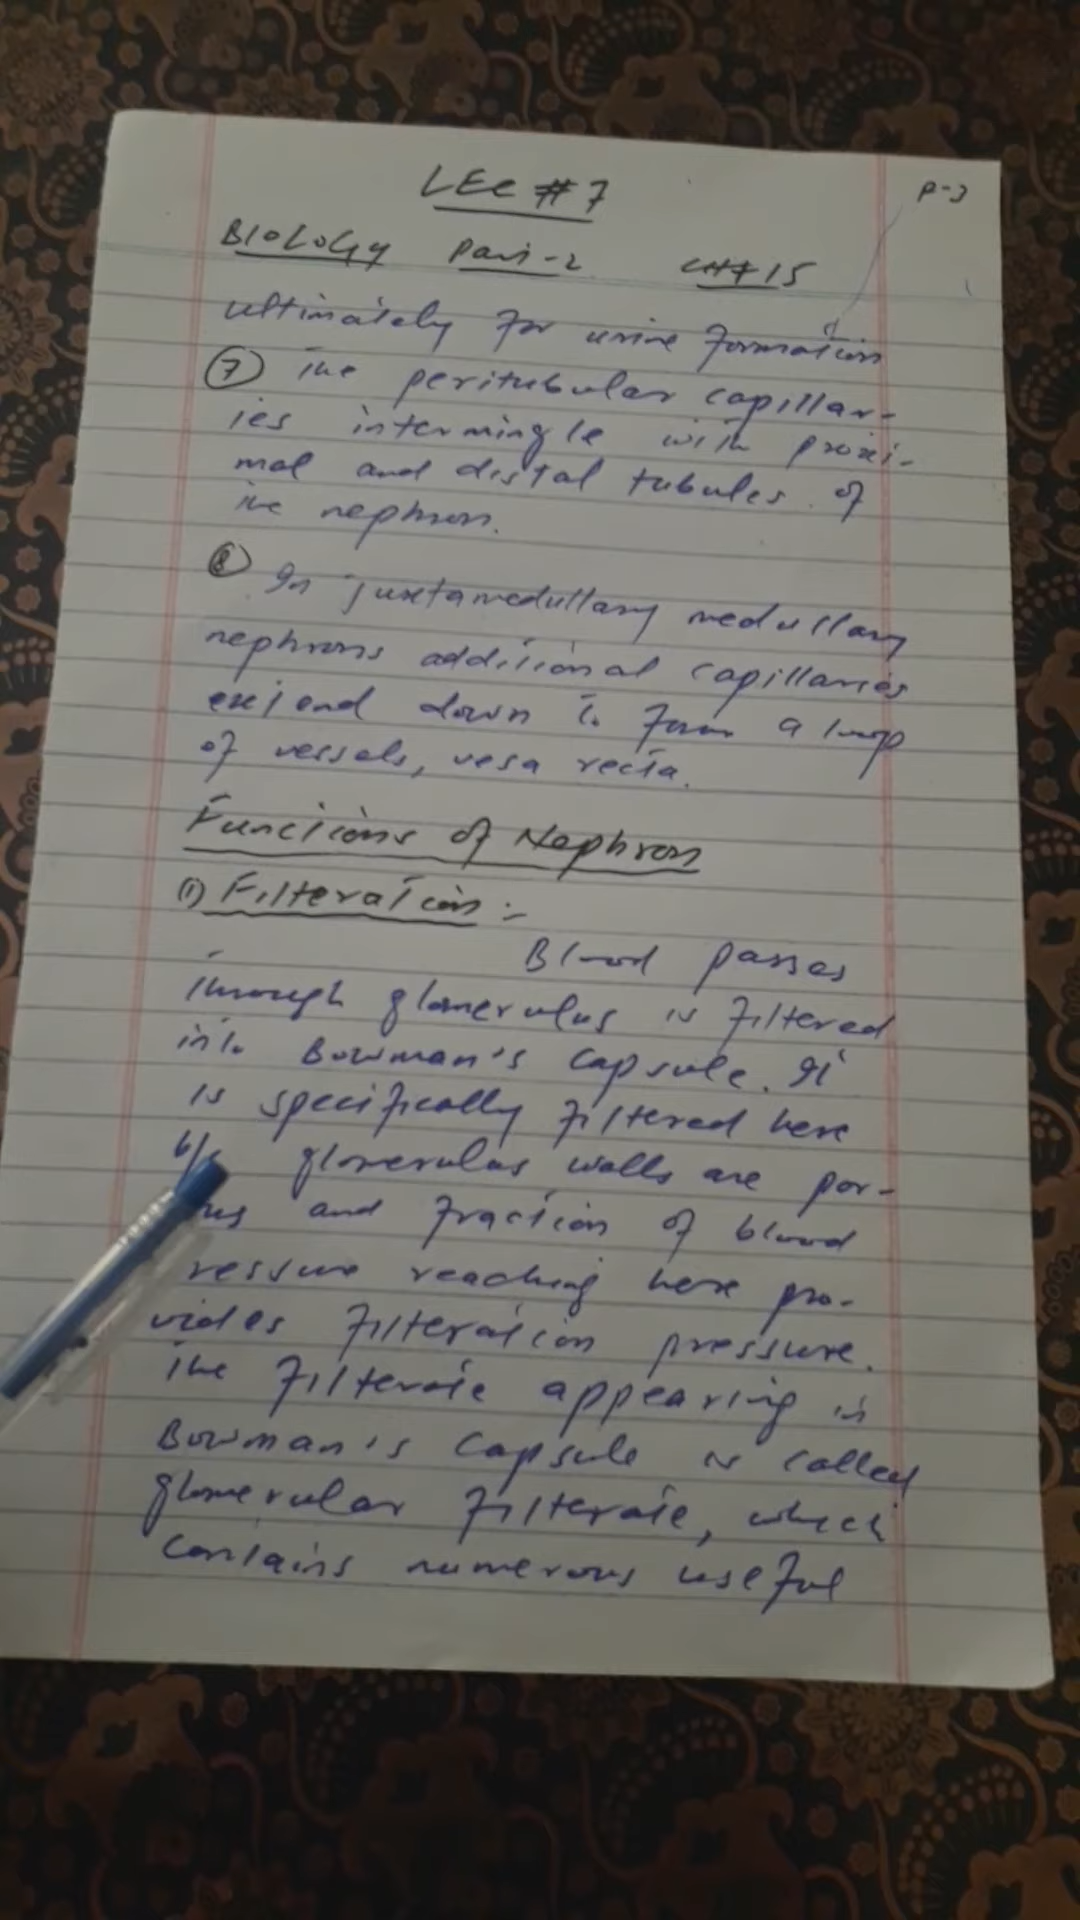 LEC #7
P-3
BIOLOGY Part-2 CH# 15
ultimately for urine formation
⑦ The peritubular capillar-
ies intermingle with proxi-
mal and distal tubules of
the nephron.
⑧ In juxtamedullary medullary
nephrons additional capillaries
extend down to form a loop
of vessels, vesa recta.
Functions of Nephron
(1) Filteration :-
Blood passes
through glomerulus is filtered
into Bowman's capsule. It
is specifically filtered here
b/c glomerulus walls are por-
and fraction of blood
ressure reaching here pro-
vides filteration pressure.
The filterate appearing in
Bowman's capsule is called
glomerular filterate, which
contains numerous useful